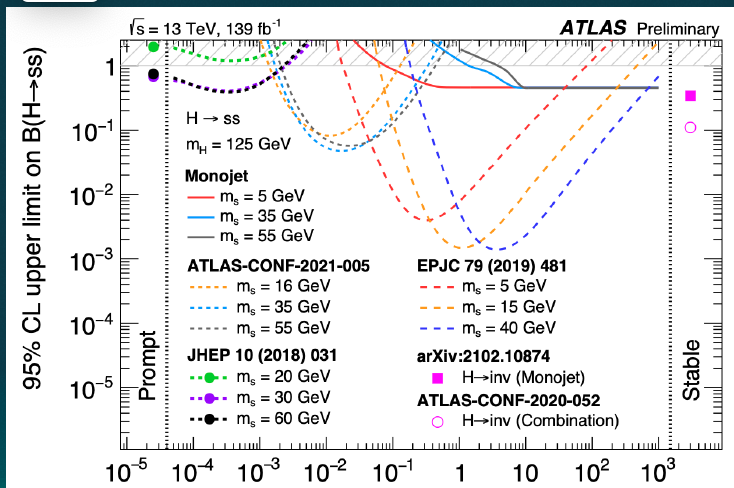 √s = 13 TeV, 139 fb⁻¹ ATLAS Preliminary
95% CL upper limit on B(H→ss)
1
10⁻¹
10⁻²
10⁻³
10⁻⁴
10⁻⁵
H → ss
m_H = 125 GeV
Monojet
m_s = 5 GeV
m_s = 35 GeV
m_s = 55 GeV
ATLAS-CONF-2021-005
m_s = 16 GeV
m_s = 35 GeV
m_s = 55 GeV
JHEP 10 (2018) 031
m_s = 20 GeV
m_s = 30 GeV
m_s = 60 GeV
EPJC 79 (2019) 481
m_s = 5 GeV
m_s = 15 GeV
m_s = 40 GeV
arXiv:2102.10874
H→inv (Monojet)
ATLAS-CONF-2020-052
H→inv (Combination)
Prompt
Stable
10⁻⁵ 10⁻⁴ 10⁻³ 10⁻² 10⁻¹ 1 10 10² 10³